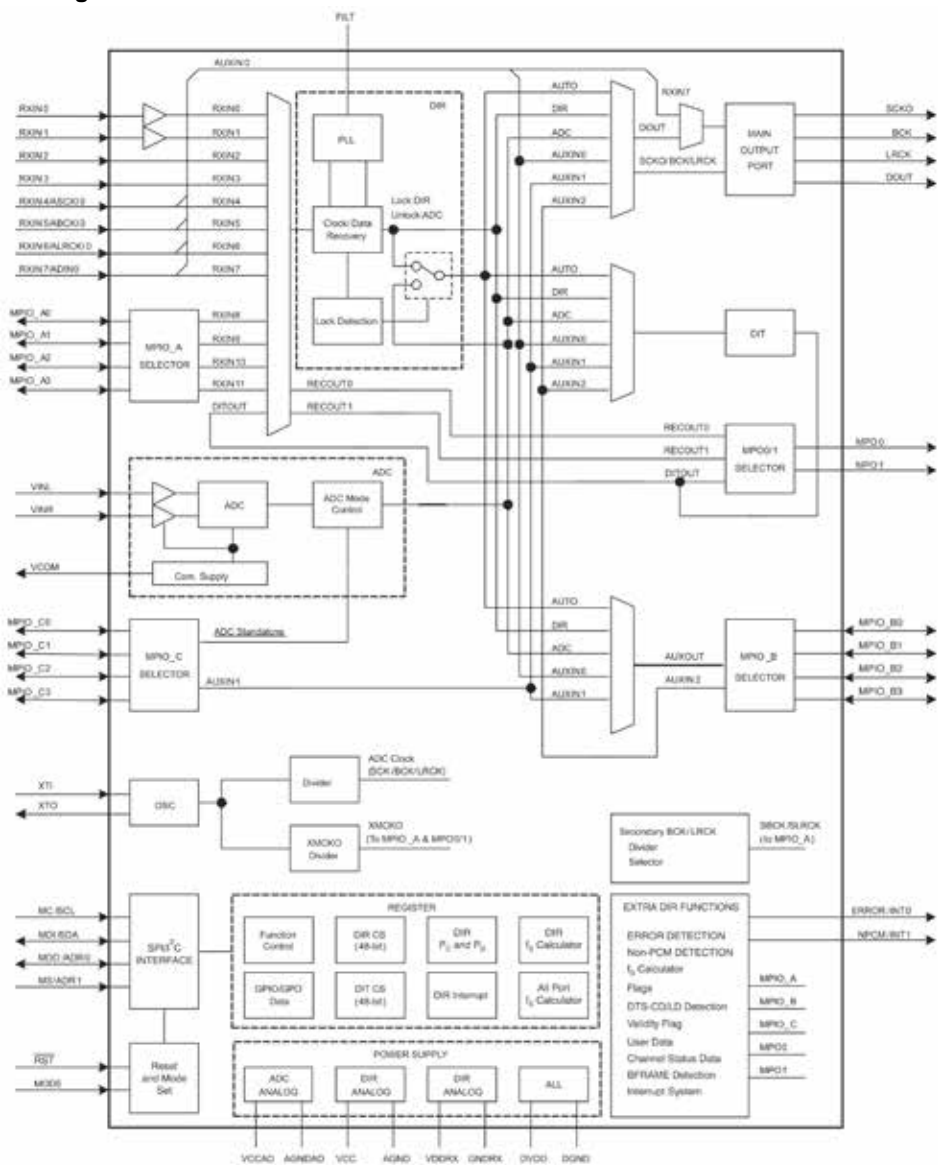 FILT
AUXIN0
RXIN0
RXIN1
RXIN2
RXIN3
RXIN4/ASCKI0
RXIN5/ABCKI0
RXIN6/ALRCKI0
RXIN7/ADIN0
RXIN0
RXIN1
RXIN2
RXIN3
RXIN4
RXIN5
RXIN6
RXIN7
DIR
PLL
Clock/Data
Recovery
Lock Detection
Lock:DIR
Unlock:ADC
AUTO
DIR
ADC
AUXIN0
AUXIN1
AUXIN2
RXIN7
DOUT
SCKO/BCK/LRCK
MAIN
OUTPUT
PORT
SCKO
BCK
LRCK
DOUT
MPIO_A0
MPIO_A1
MPIO_A2
MPIO_A3
MPIO_A
SELECTOR
RXIN8
RXIN9
RXIN10
RXIN11
DITOUT
RECOUT0
RECOUT1
AUTO
DIR
ADC
AUXIN0
AUXIN1
AUXIN2
DIT
RECOUT0
RECOUT1
DITOUT
MPO0/1
SELECTOR
MPO0
MPO1
VINL
VINR
VCOM
ADC
ADC
ADC Mode
Control
Com. Supply
MPIO_C0
MPIO_C1
MPIO_C2
MPIO_C3
MPIO_C
SELECTOR
ADC Standalone
AUXIN1
AUTO
DIR
ADC
AUXIN0
AUXIN1
AUXOUT
AUXIN2
MPIO_B
SELECTOR
MPIO_B0
MPIO_B1
MPIO_B2
MPIO_B3
XTI
XTO
OSC
Divider
ADC Clock
(SCK/BCK/LRCK)
XMCKO
Divider
XMCKO
(To MPIO_A & MPO0/1)
Secondary BCK/LRCK
Divider
Selector
SBCK/SLRCK
(to MPIO_A)
MC/SCL
MDI/SDA
MDO/ADR0
MS/ADR1
SPI/I²C
INTERFACE
RST
MODE
Reset
and Mode
Set
REGISTER
Function
Control
DIR CS
(48-bit)
DIR
PC and PD
DIR
fS Calculator
GPIO/GPO
Data
DIT CS
(48-bit)
DIR Interrupt
All Port
fS Calculator
POWER SUPPLY
ADC
ANALOG
DIR
ANALOG
DIR
ANALOG
ALL
VCCAD
AGNDAD
VCC
AGND
VDDRX
GNDRX
DVDD
DGND
EXTRA DIR FUNCTIONS
ERROR DETECTION
Non-PCM DETECTION
fS Calculator
Flags
DTS-CD/LD Detection
Validity Flag
User Data
Channel Status Data
BFRAME Detection
Interrupt System
ERROR/INT0
NPCM/INT1
MPIO_A
MPIO_B
MPIO_C
MPO0
MPO1